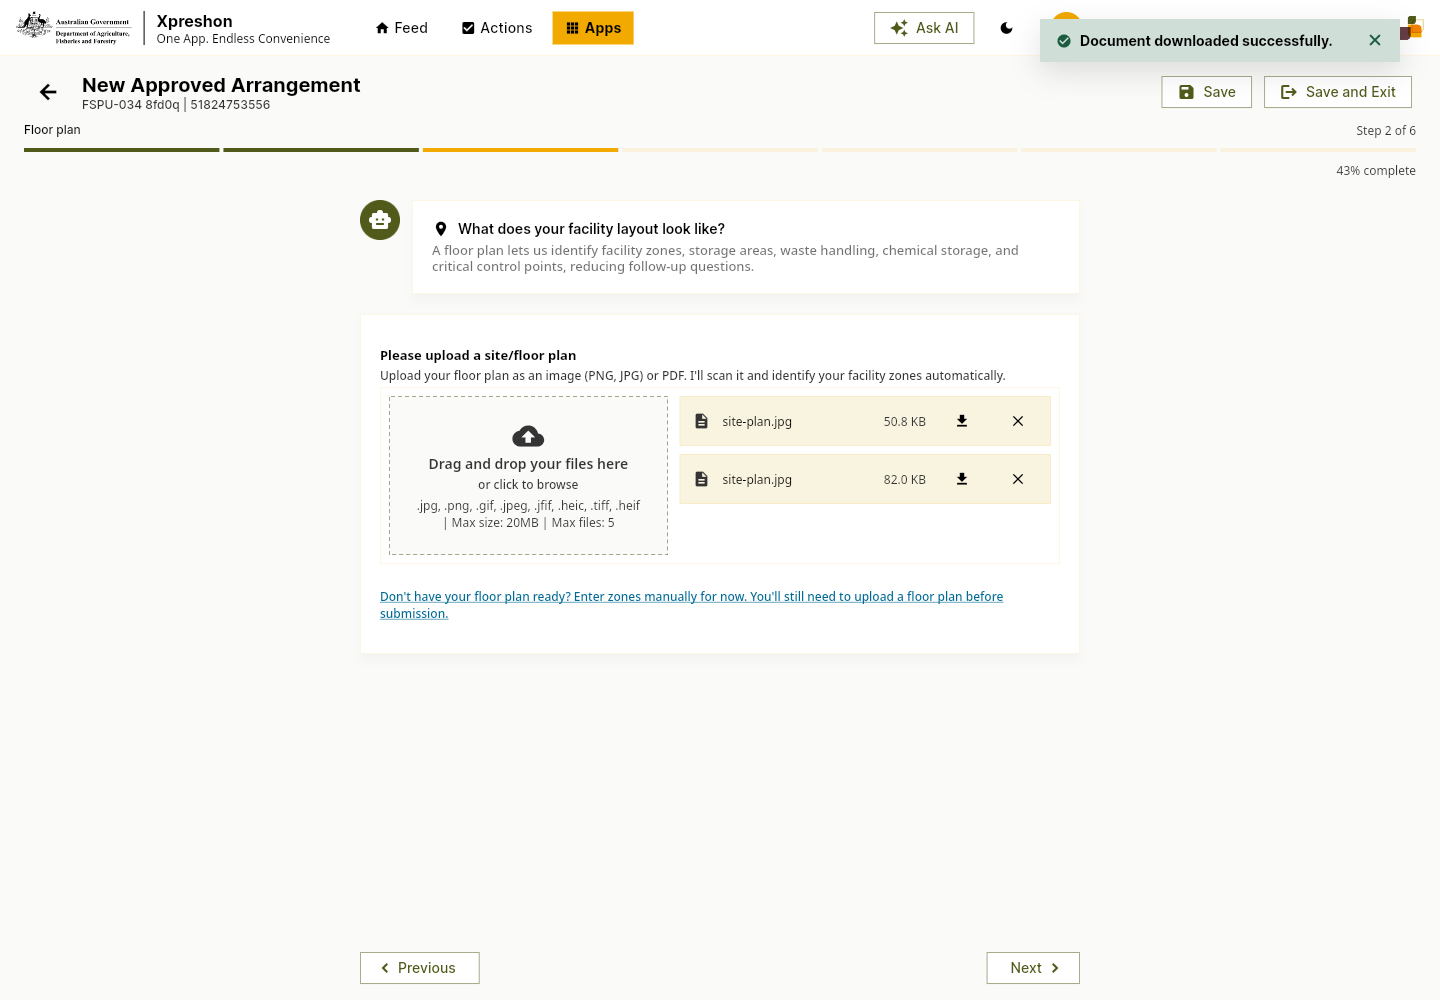 Australian Government
Department of Agriculture,
Fisheries and Forestry
Xpreshon
One App. Endless Convenience
Feed
Actions
Apps
Ask AI
Document downloaded successfully.
New Approved Arrangement
FSPU-034 8fd0q | 51824753556
Save
Save and Exit
Floor plan
Step 2 of 6
43% complete
What does your facility layout look like?
A floor plan lets us identify facility zones, storage areas, waste handling, chemical storage, and
critical control points, reducing follow-up questions.
Please upload a site/floor plan
Upload your floor plan as an image (PNG, JPG) or PDF. I'll scan it and identify your facility zones automatically.
Drag and drop your files here
or click to browse
.jpg, .png, .gif, .jpeg, .jfif, .heic, .tiff, .heif
| Max size: 20MB | Max files: 5
site-plan.jpg 50.8 KB
site-plan.jpg 82.0 KB
Don't have your floor plan ready? Enter zones manually for now. You'll still need to upload a floor plan before
submission.
Previous
Next